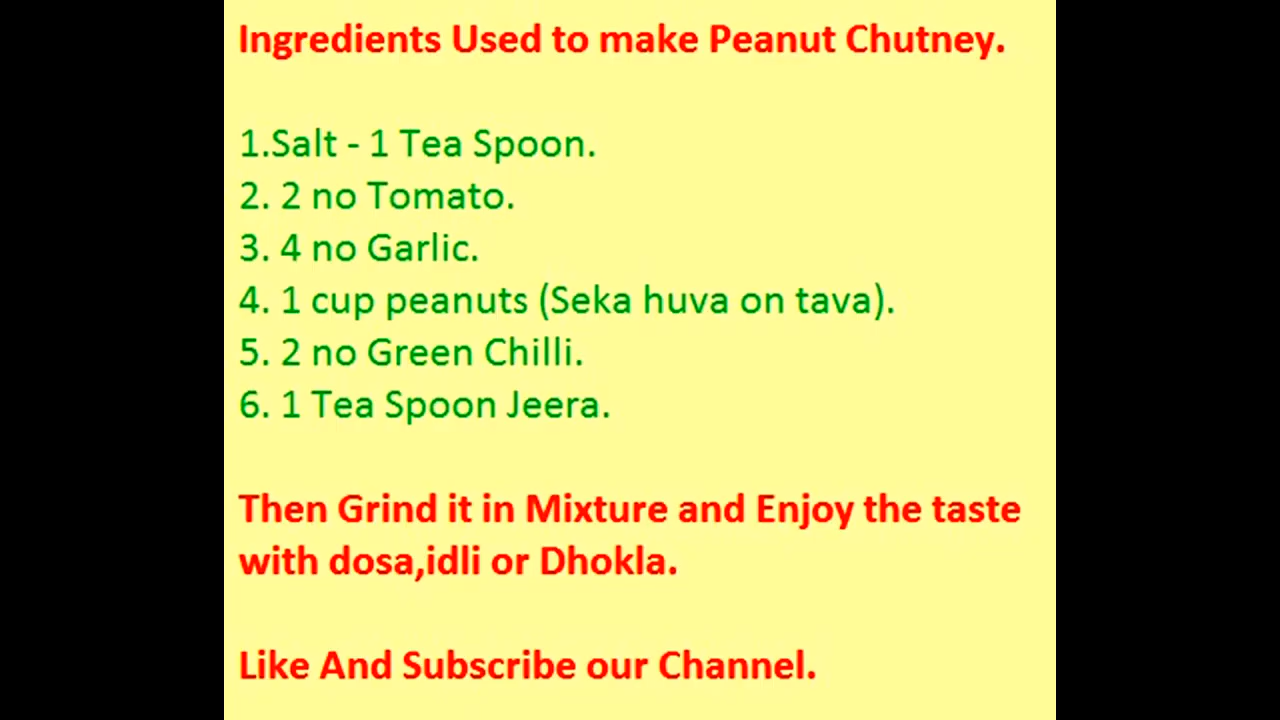 Ingredients Used to make Peanut Chutney.
1.Salt - 1 Tea Spoon.
2. 2 no Tomato.
3. 4 no Garlic.
4. 1 cup peanuts (Seka huva on tava).
5. 2 no Green Chilli.
6. 1 Tea Spoon Jeera.
Then Grind it in Mixture and Enjoy the taste
with dosa,idli or Dhokla.
Like And Subscribe our Channel.